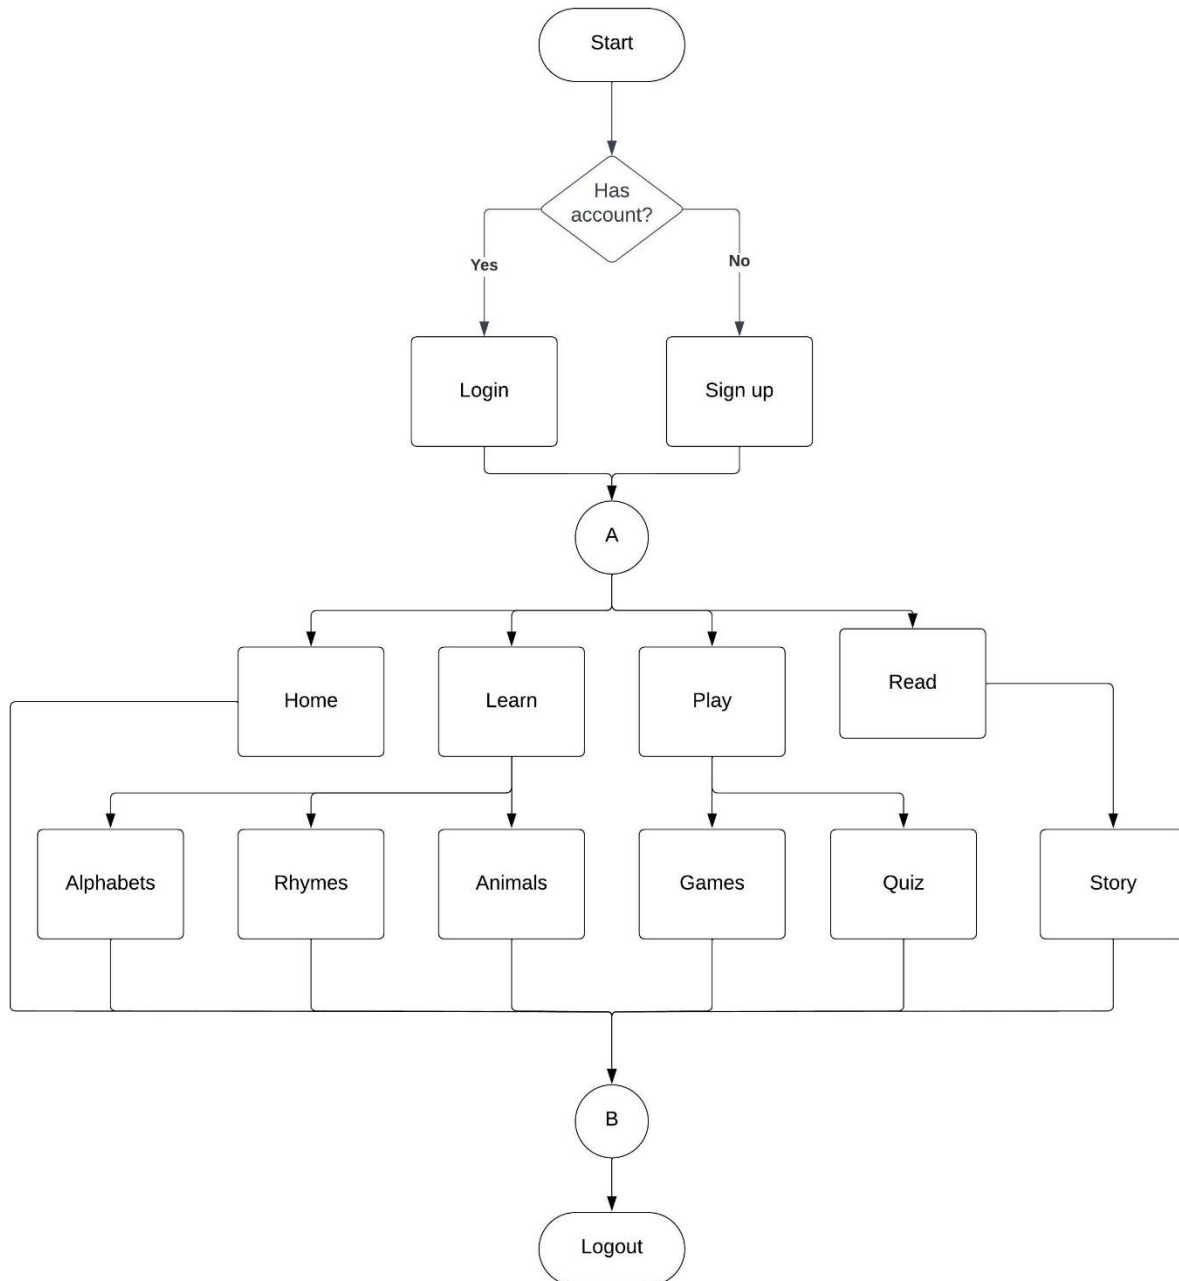 Start
Has
account?
Yes
No
Login
Sign up
A
Home
Learn
Play
Read
Alphabets
Rhymes
Animals
Games
Quiz
Story
B
Logout